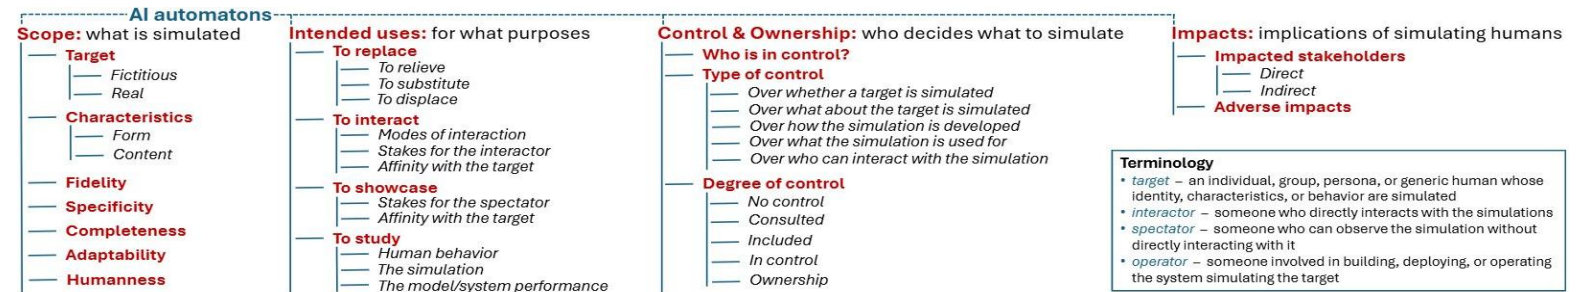 AI automatons
Scope: what is simulated
Target
Fictitious
Real
Characteristics
Form
Content
Fidelity
Specificity
Completeness
Adaptability
Humanness
Intended uses: for what purposes
To replace
To relieve
To substitute
To displace
To interact
Modes of interaction
Stakes for the interactor
Affinity with the target
To showcase
Stakes for the spectator
Affinity with the target
To study
Human behavior
The simulation
The model/system performance
Control & Ownership: who decides what to simulate
Who is in control?
Type of control
Over whether a target is simulated
Over what about the target is simulated
Over how the simulation is developed
Over what the simulation is used for
Over who can interact with the simulation
Degree of control
No control
Consulted
Included
In control
Ownership
Impacts: implications of simulating humans
Impacted stakeholders
Direct
Indirect
Adverse impacts
Terminology
• target – an individual, group, persona, or generic human whose
identity, characteristics, or behavior are simulated
• interactor – someone who directly interacts with the simulations
• spectator – someone who can observe the simulation without
directly interacting with it
• operator – someone involved in building, deploying, or operating
the system simulating the target